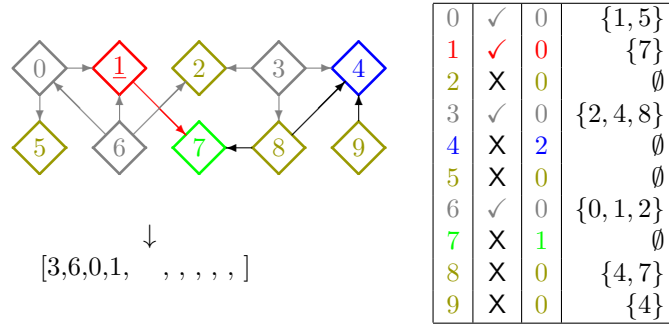 0 1 2 3 4
5 6 7 8 9
↓
[3,6,0,1, , , , , , ]
0 ✓ 0 {1, 5}
1 ✓ 0 {7}
2 X 0 ∅
3 ✓ 0 {2, 4, 8}
4 X 2 ∅
5 X 0 ∅
6 ✓ 0 {0, 1, 2}
7 X 1 ∅
8 X 0 {4, 7}
9 X 0 {4}